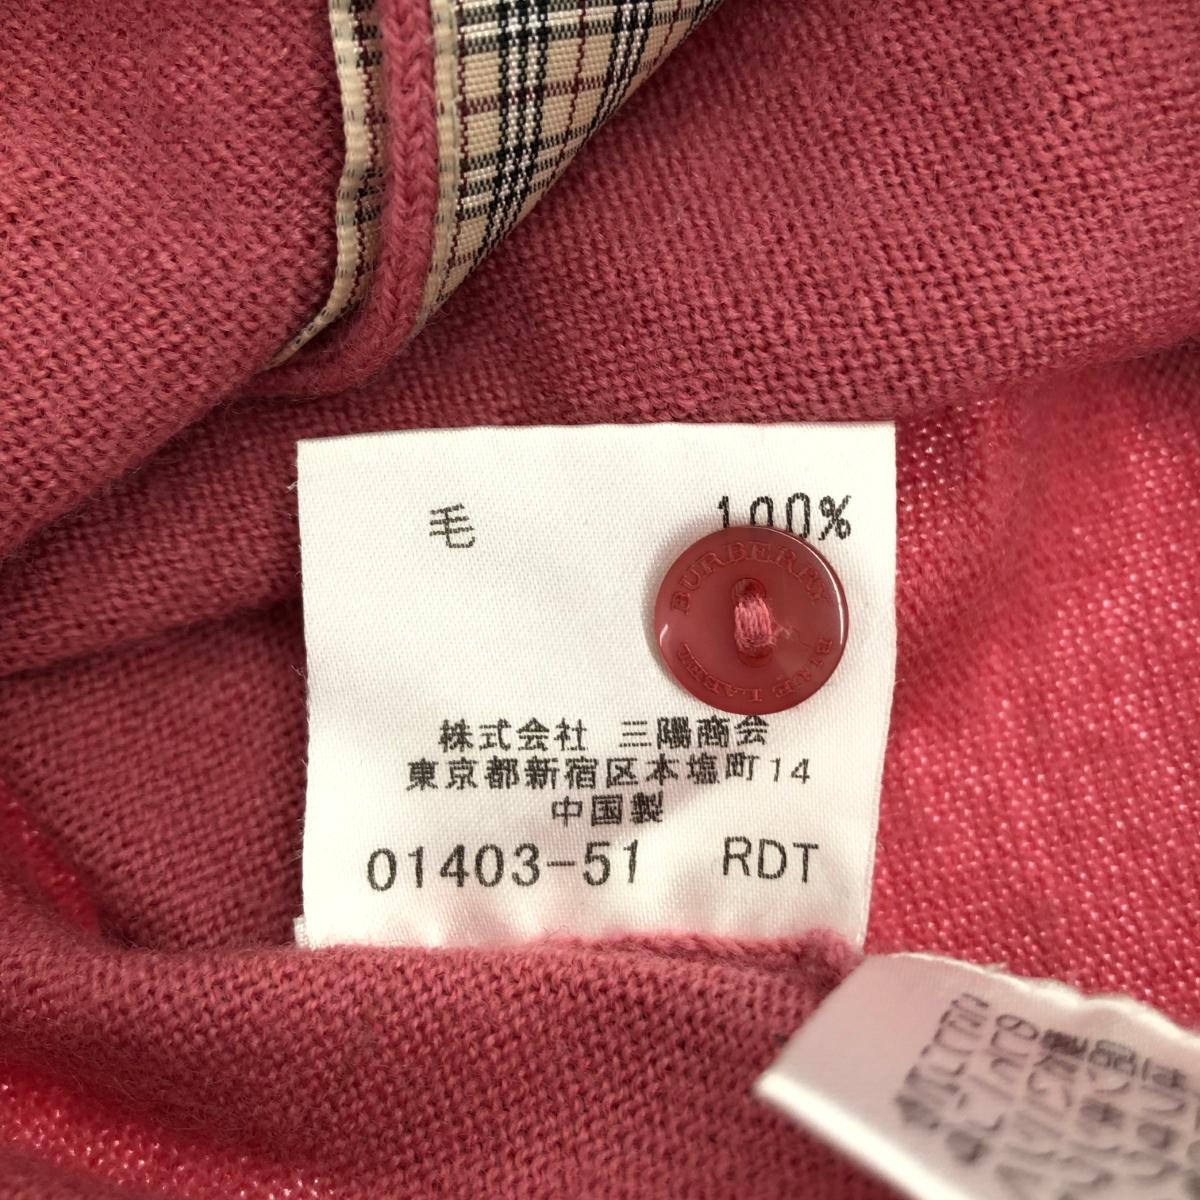 毛 100%
BURBERRY
BLUE LABEL
株式会社 三陽商会
東京都新宿区本塩町14
中国製
01403-51 RDT